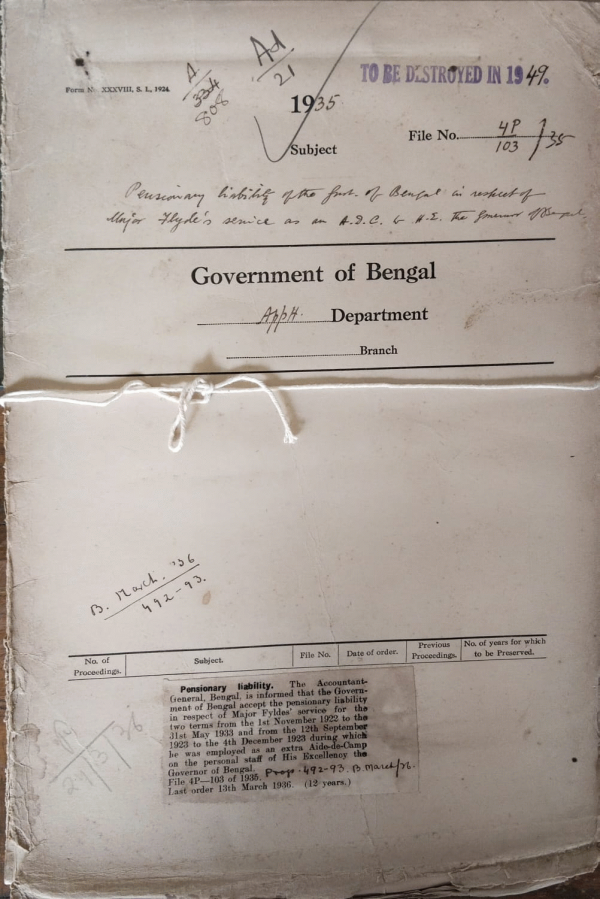 Form No. XXXVIII, S. I., 1924.
A
334
808
Ad
21
TO BE DESTROYED IN 1949.
1935
Subject
File No. 4P/103 }35
Pensionary liability of the Govt. of Bengal in respect of
Major Flyde's service as an A.D.C. to H.E. the Governor of Bengal.
Government of Bengal
Apptt. Department
Branch
B. March. '36
492-93.
No. of Proceedings. Subject. File No. Date of order. Previous Proceedings. No. of years for which to be Preserved.
Pensionary liability. The Accountant-
General, Bengal, is informed that the Govern-
ment of Bengal accept the pensionary liability
in respect of Major Fyldes' service for the
two terms from the 1st November 1922 to the
31st May 1933 and from the 12th September
1923 to the 4th December 1923 during which
he was employed as an extra Aide-de-Camp
on the personal staff of His Excellency the
Governor of Bengal.
File 4P—103 of 1935. Progs. 492-93. B. March/36.
Last order 13th March 1936. (12 years.)